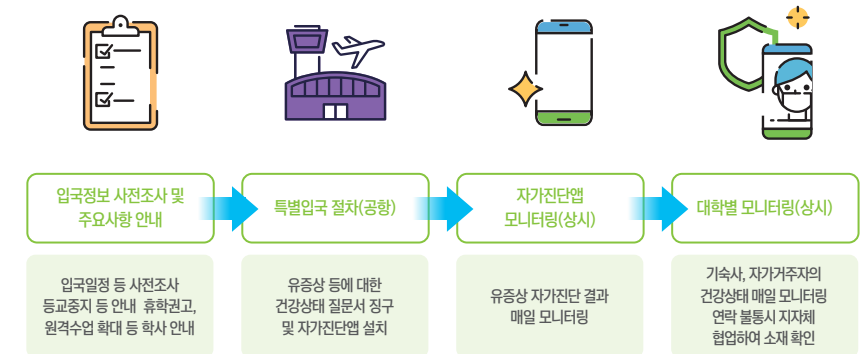 입국정보 사전조사 및
주요사항 안내
특별입국 절차(공항)
자가진단앱
모니터링(상시)
대학별 모니터링(상시)
입국일정 등 사전조사
등교중지 등 안내 휴학권고,
원격수업 확대 등 학사 안내
유증상 등에 대한
건강상태 질문서 징구
및 자가진단앱 설치
유증상 자가진단 결과
매일 모니터링
기숙사, 자가거주자의
건강상태 매일 모니터링
연락 불통시 지자체
협업하여 소재 확인